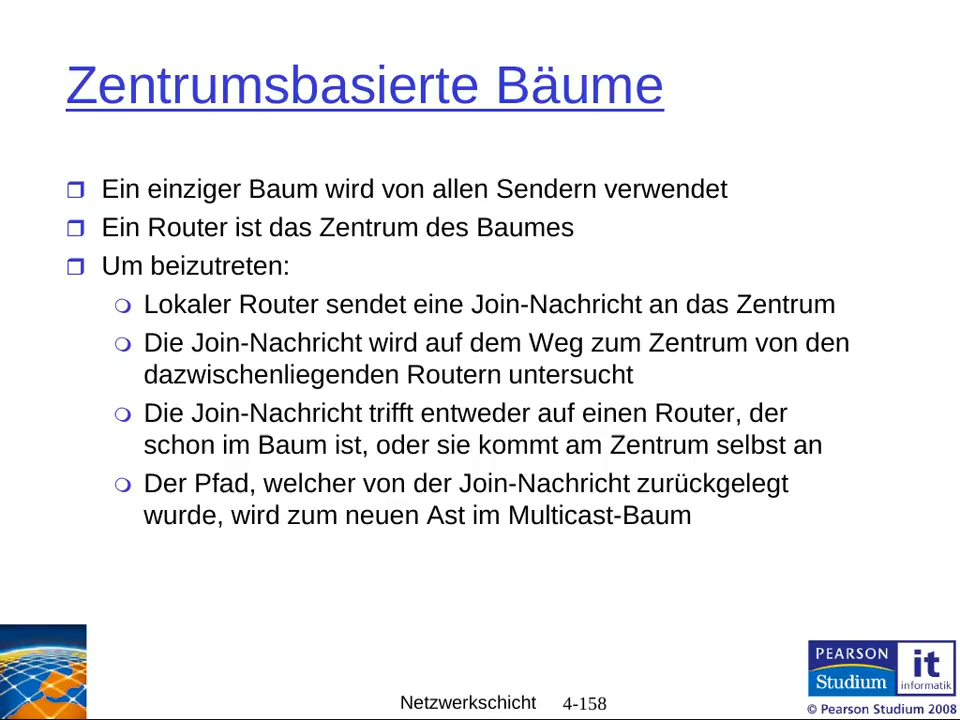 Zentrumsbasierte Bäume
Ein einziger Baum wird von allen Sendern verwendet
Ein Router ist das Zentrum des Baumes
Um beizutreten:
Lokaler Router sendet eine Join-Nachricht an das Zentrum
Die Join-Nachricht wird auf dem Weg zum Zentrum von den
dazwischenliegenden Routern untersucht
Die Join-Nachricht trifft entweder auf einen Router, der
schon im Baum ist, oder sie kommt am Zentrum selbst an
Der Pfad, welcher von der Join-Nachricht zurückgelegt
wurde, wird zum neuen Ast im Multicast-Baum
Netzwerkschicht 4-158
PEARSON
Studium
it
informatik
© Pearson Studium 2008